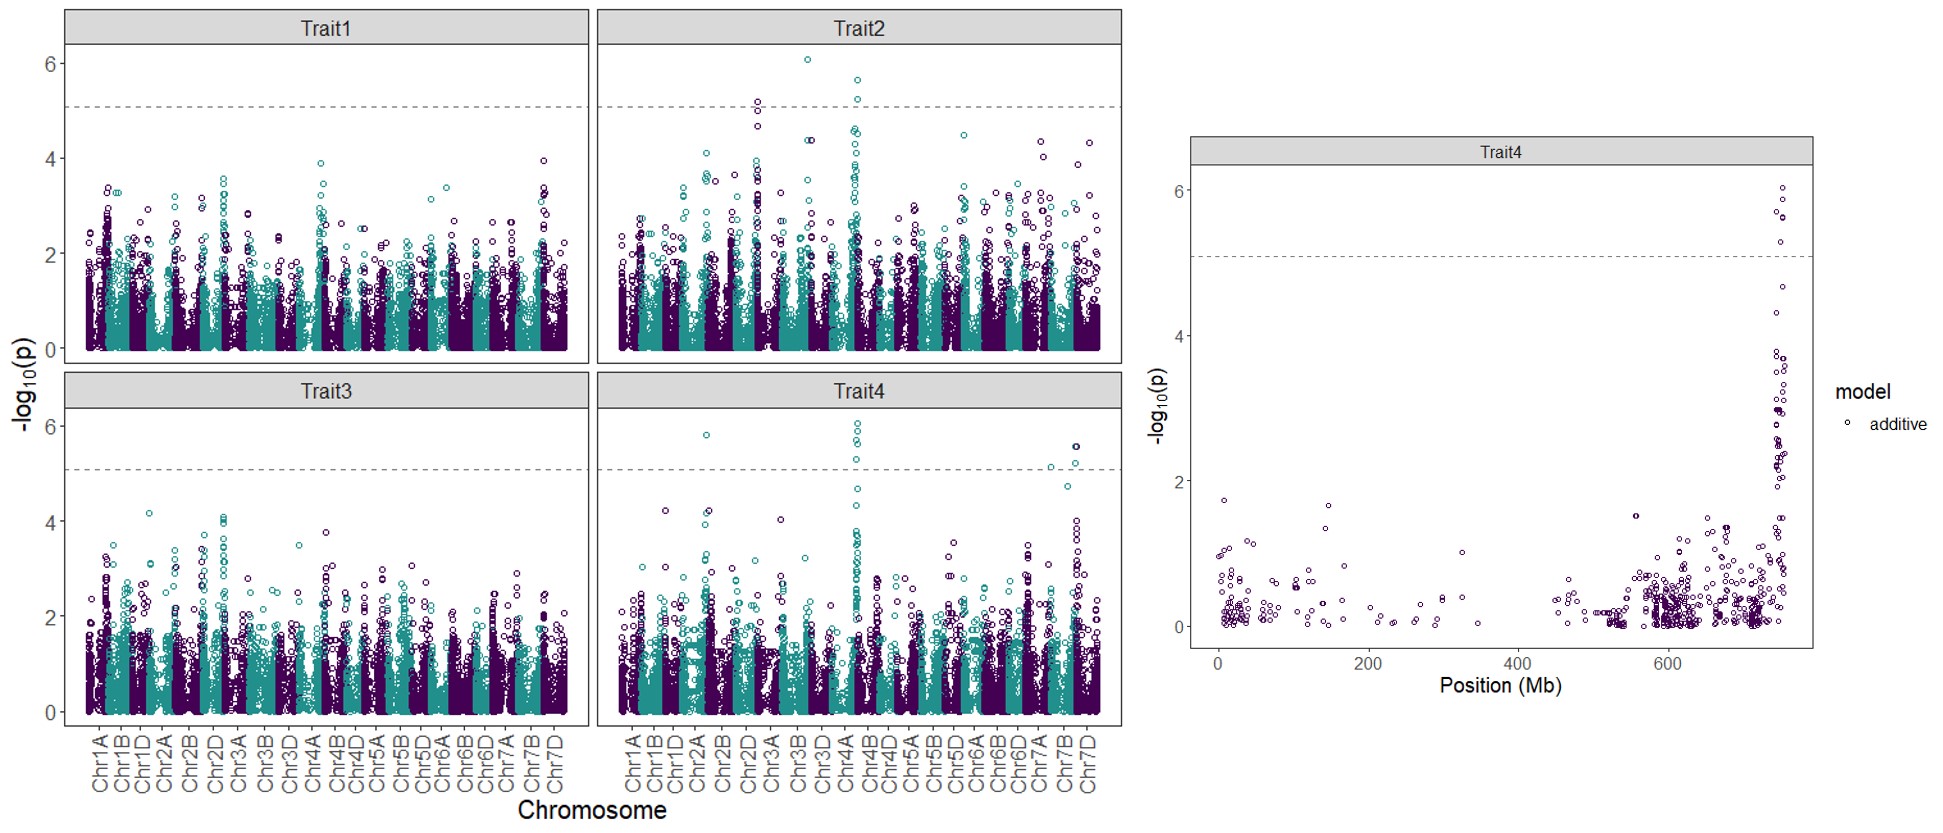 Trait1
Trait2
6
4
2
0
Trait3
Trait4
6
4
2
0
-log10(p)
Chr1A Chr1B Chr1D Chr2A Chr2B Chr2D Chr3A Chr3B Chr3D Chr4A Chr4B Chr4D Chr5A Chr5B Chr5D Chr6A Chr6B Chr6D Chr7A Chr7B Chr7D
Chr1A Chr1B Chr1D Chr2A Chr2B Chr2D Chr3A Chr3B Chr3D Chr4A Chr4B Chr4D Chr5A Chr5B Chr5D Chr6A Chr6B Chr6D Chr7A Chr7B Chr7D
Chromosome
Trait4
6
4
2
0
-log10(p)
0 200 400 600
Position (Mb)
model
additive